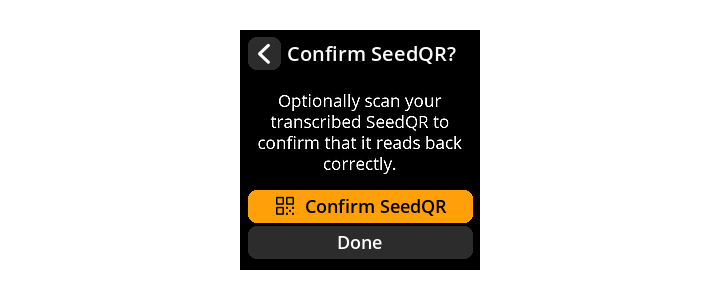 Confirm SeedQR?
Optionally scan your
transcribed SeedQR to
confirm that it reads back
correctly.
Confirm SeedQR
Done